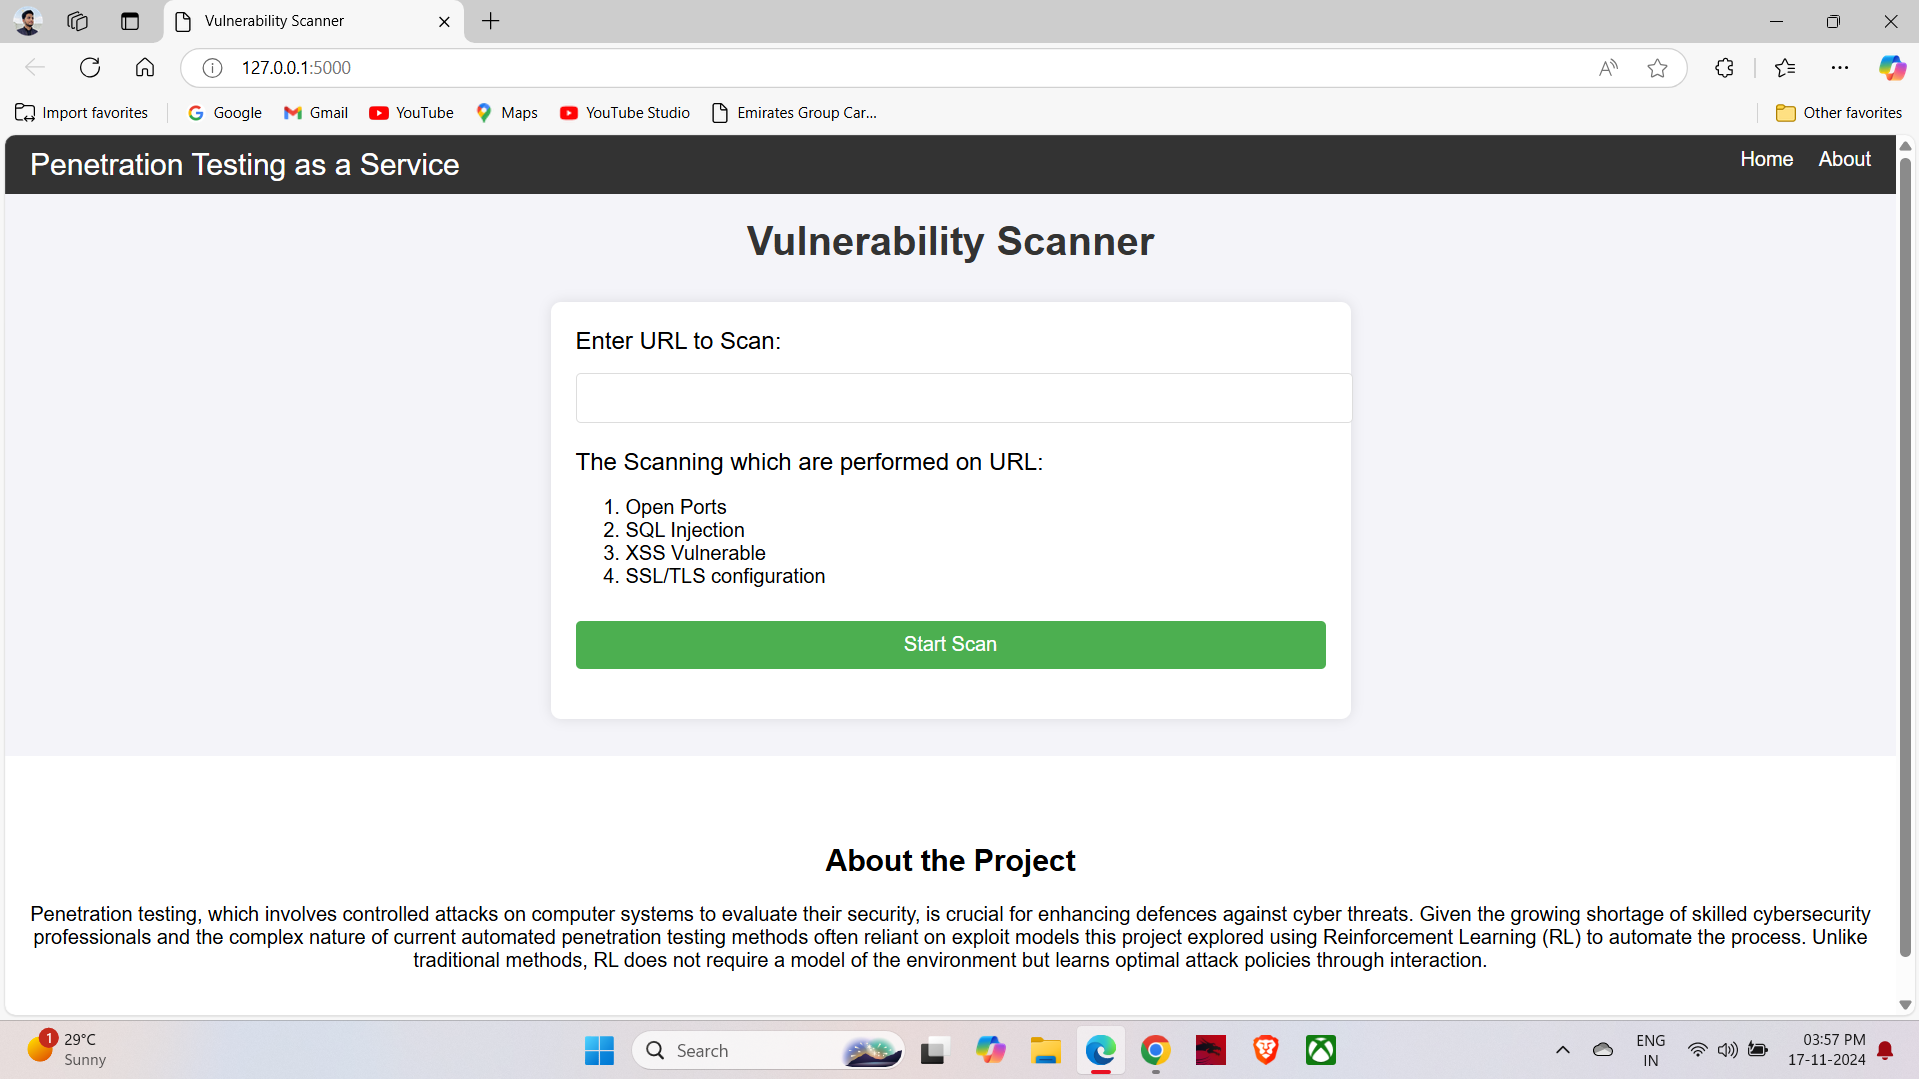 Vulnerability Scanner
127.0.0.1:5000
Import favorites
Google
Gmail
YouTube
Maps
YouTube Studio
Emirates Group Car...
Other favorites
Penetration Testing as a Service
Home
About
Vulnerability Scanner
Enter URL to Scan:
The Scanning which are performed on URL:
1. Open Ports
2. SQL Injection
3. XSS Vulnerable
4. SSL/TLS configuration
Start Scan
About the Project
Penetration testing, which involves controlled attacks on computer systems to evaluate their security, is crucial for enhancing defences against cyber threats. Given the growing shortage of skilled cybersecurity
professionals and the complex nature of current automated penetration testing methods often reliant on exploit models this project explored using Reinforcement Learning (RL) to automate the process. Unlike
traditional methods, RL does not require a model of the environment but learns optimal attack policies through interaction.
1
29°C
Sunny
Search
ENG
IN
03:57 PM
17-11-2024